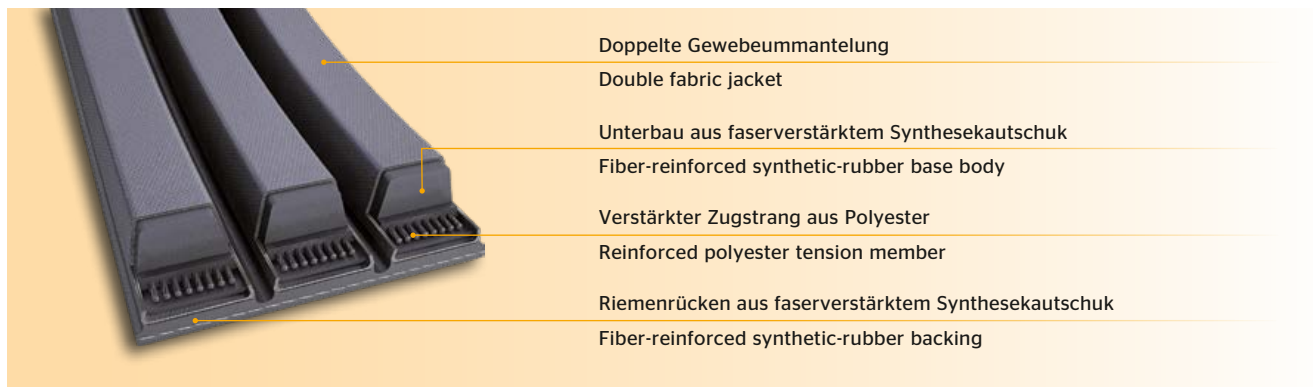 Doppelte Gewebeummantelung
Double fabric jacket
Unterbau aus faserverstärktem Synthesekautschuk
Fiber-reinforced synthetic-rubber base body
Verstärkter Zugstrang aus Polyester
Reinforced polyester tension member
Riemenrücken aus faserverstärktem Synthesekautschuk
Fiber-reinforced synthetic-rubber backing